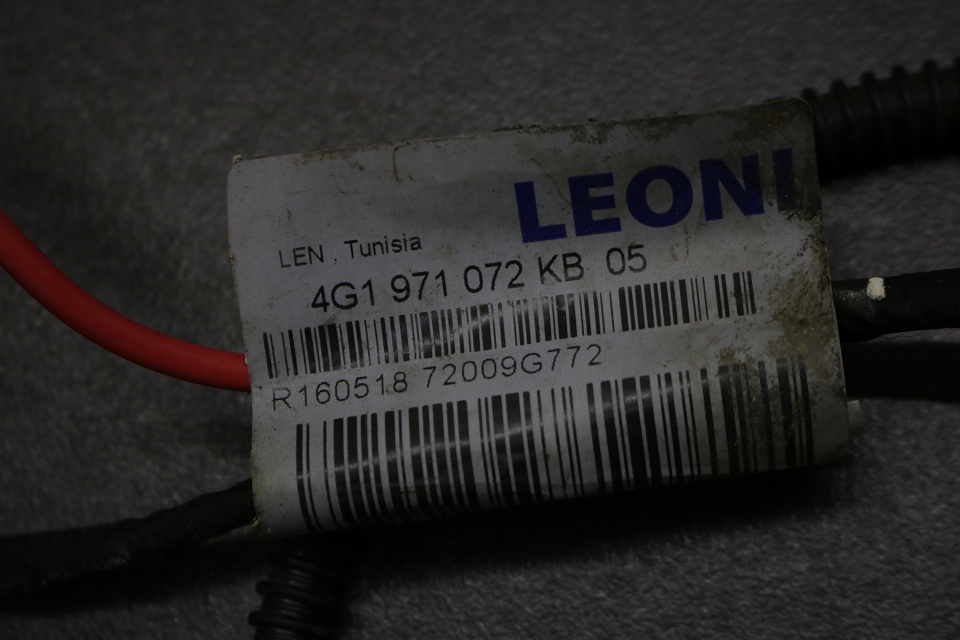 LEONI
LEN , Tunisia
4G1 971 072 KB 05
R160518 72009G772